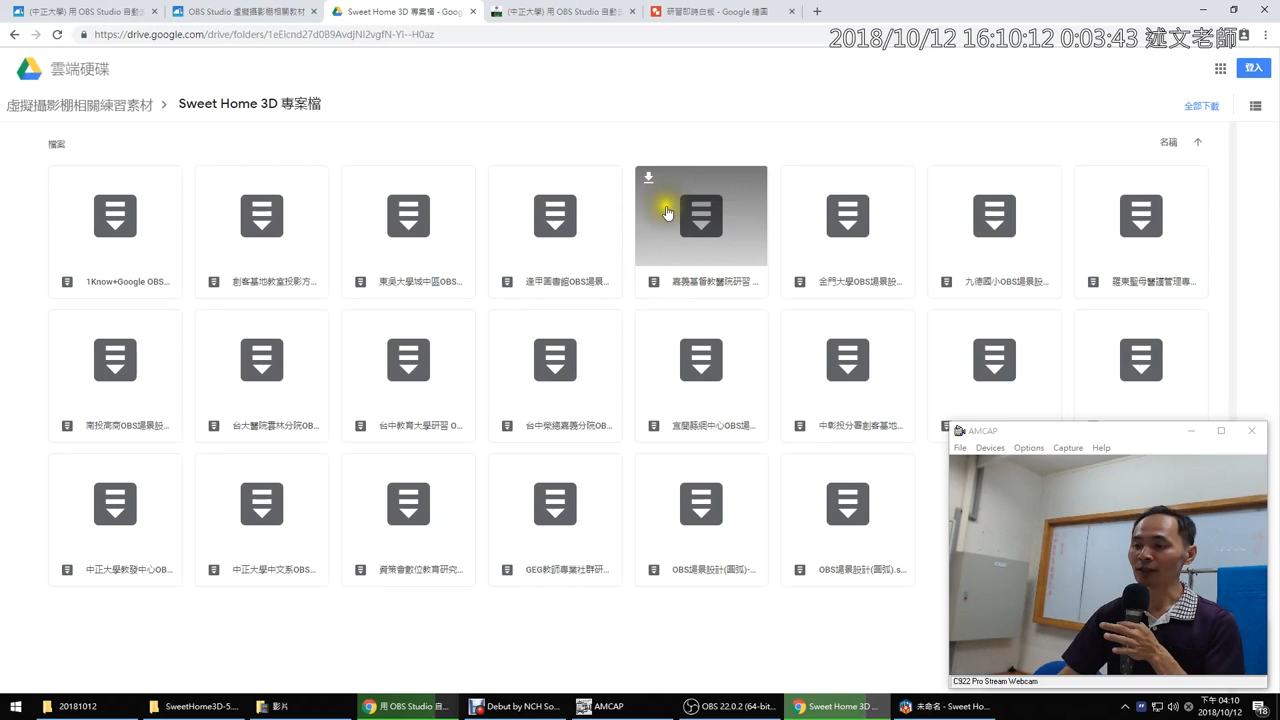 (中正大學) 用 OBS Studio 自動
OBS Studio 虛擬攝影棚相關教材
Sweet Home 3D 專案檔 - Goog
(中正大學) 用 OBS Studio 自動
研習即時白板 - Google 繪圖
https://drive.google.com/drive/folders/1eEicnd27d0B9AvdjNl2vgfN-Yi--H0az
2018/10/12 16:10:12 0:03:43 述文老師
雲端硬碟
登入
虛擬攝影棚相關練習素材
Sweet Home 3D 專案檔
全部下載
檔案
名稱
1Know+Google OBS...
創客基地教室投影方...
東吳大學城中區OBS...
逢甲圖書館OBS場景...
嘉義基督教醫院研習 ...
金門大學OBS場景設...
九德國小OBS場景設...
羅東聖母醫護管理專...
南投高商OBS場景設...
台大醫院雲林分院OB...
台中教育大學研習 O...
台中榮總嘉義分院OB...
宜蘭縣網中心OBS場...
中彰投分署創客基地...
AMCAP
File Devices Options Capture Help
中正大學教發中心OB...
中正大學中文系OBS...
資策會數位教育研究...
GEG教師專業社群研...
OBS場景設計(圓弧)-...
OBS場景設計(圓弧).s...
C922 Pro Stream Webcam
20181012
SweetHome3D-5...
影片
用 OBS Studio 自...
Debut by NCH So...
AMCAP
OBS 22.0.2 (64-bit...
Sweet Home 3D ...
未命名 - Sweet Ho...
下午 04:10
2018/10/12
18